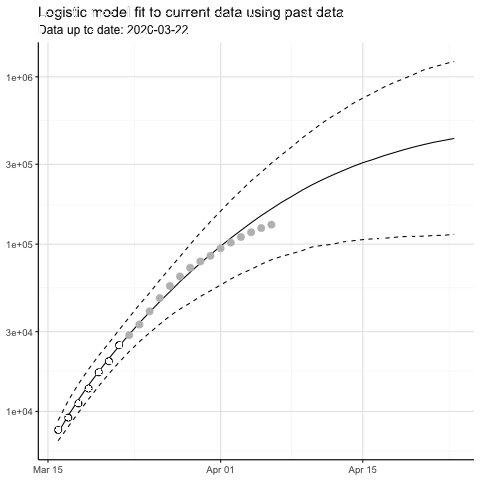 Logistic model fit to current data using past data
Data up to date: 2020-03-22
1e+06
3e+05
1e+05
3e+04
1e+04
Mar 15
Apr 01
Apr 15